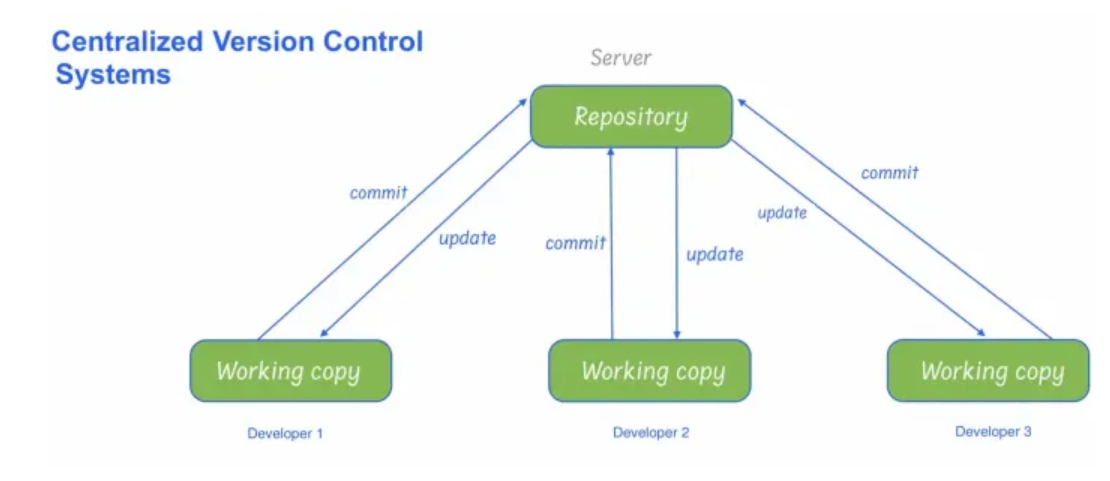 Centralized Version Control
Systems
Server
Repository
commit
update
commit
update
update
commit
Working copy
Working copy
Working copy
Developer 1
Developer 2
Developer 3